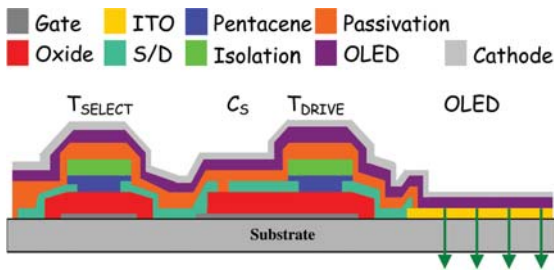 Gate ITO Pentacene Passivation
Oxide S/D Isolation OLED Cathode
TSELECT CS TDRIVE OLED
Substrate